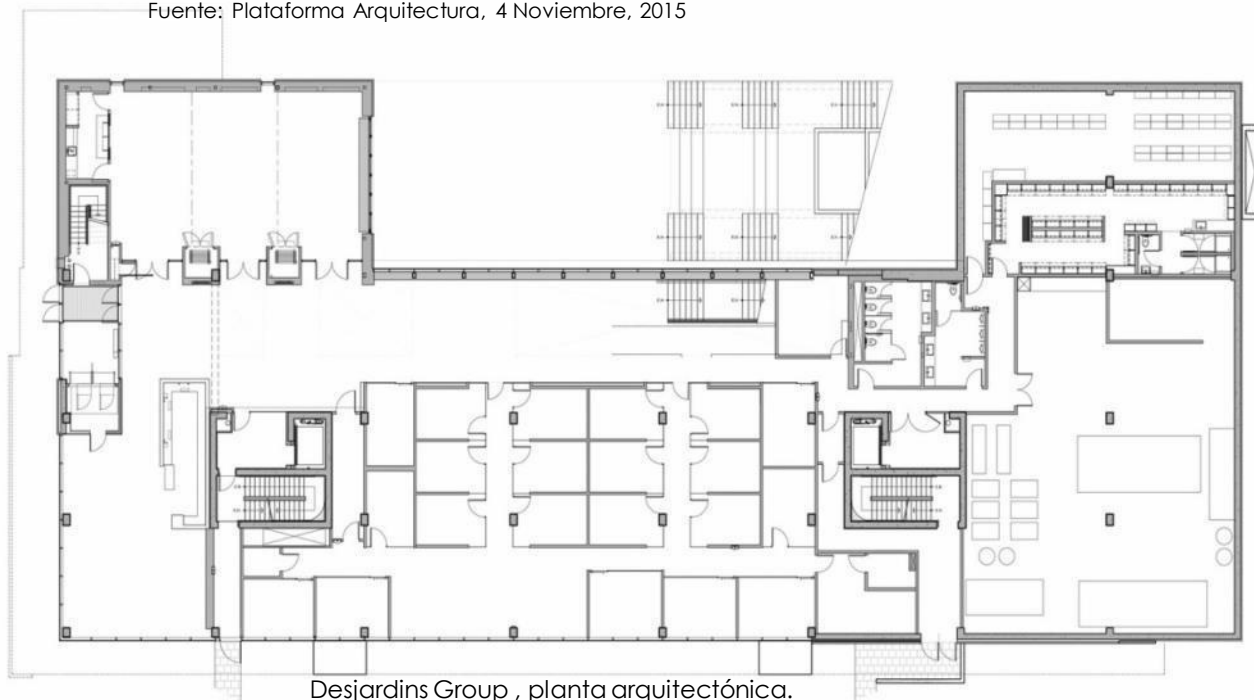 Fuente: Plataforma Arquitectura, 4 Noviembre, 2015
Desjardins Group , planta arquitectónica.